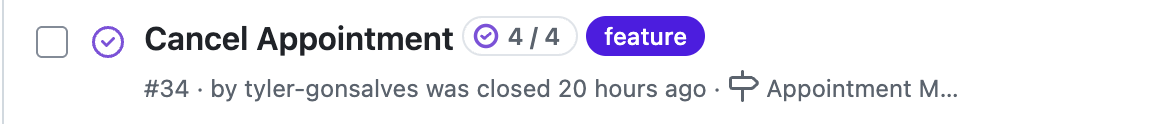 Cancel Appointment 4 / 4 feature
#34 · by tyler-gonsalves was closed 20 hours ago · Appointment M...